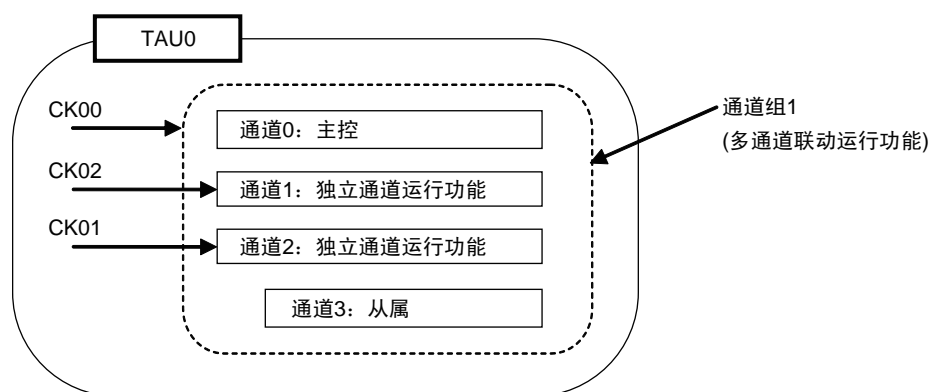 TAU0
CK00
通道0：主控
通道组1
(多通道联动运行功能)
CK02
通道1：独立通道运行功能
CK01
通道2：独立通道运行功能
通道3：从属